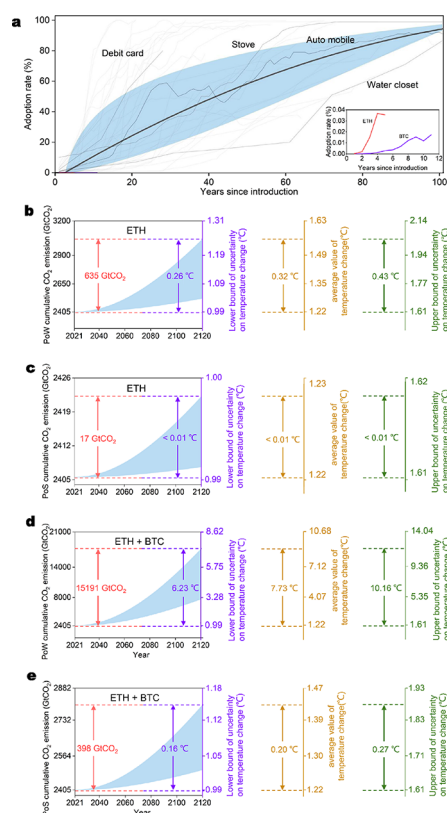 a
100
80
60
40
20
0
Adoption rate (%)
Debit card
Stove
Auto mobile
Water closet
Adoption rate (%)
0.04
0.03
0.02
0.01
0.00
ETH
BTC
0 2 4 6 8 10 12
Years since introduction
0 20 40 60 80 100
Years since introduction
b
PoW cumulative CO2 emission (GtCO2)
3200
2900
2650
2405
ETH
635 GtCO2
0.26 ℃
2021 2040 2060 2080 2100 2120
1.31
1.19
1.09
0.99
Lower bound of uncertainty
on temperature change(℃)
0.32 ℃
1.63
1.49
1.35
1.22
average value of
temperature change(℃)
0.43 ℃
2.14
1.94
1.77
1.61
Upper bound of uncertainty
on temperature change (℃)
c
PoS cumulative CO2 emission (GtCO2)
2426
2419
2412
2405
ETH
17 GtCO2
< 0.01 ℃
2021 2040 2060 2080 2100 2120
1.00
0.99
Lower bound of uncertainty
on temperature change(℃)
< 0.01 ℃
1.23
1.22
average value of
temperature change(℃)
< 0.01 ℃
1.62
1.61
Upper bound of uncertainty
on temperature change (℃)
d
PoW cumulative CO2 emission (GtCO2)
21000
14000
8000
2405
ETH + BTC
15191 GtCO2
6.23 ℃
2021 2040 2060 2080 2100 2120
Year
8.62
5.75
3.28
0.99
Lower bound of uncertainty
on temperature change(℃)
7.73 ℃
10.68
7.12
4.07
1.22
average value of
temperature change(℃)
10.16 ℃
14.04
9.36
5.35
1.61
Upper bound of uncertainty
on temperature change (℃)
e
PoS cumulative CO2 emission (GtCO2)
2882
2732
2564
2405
ETH + BTC
398 GtCO2
0.16 ℃
2021 2040 2060 2080 2100 2120
Year
1.18
1.12
1.05
0.99
Lower bound of uncertainty
on temperature change(℃)
0.20 ℃
1.47
1.39
1.30
1.22
average value of
temperature change(℃)
0.27 ℃
1.93
1.83
1.71
1.61
Upper bound of uncertainty
on temperature change (℃)